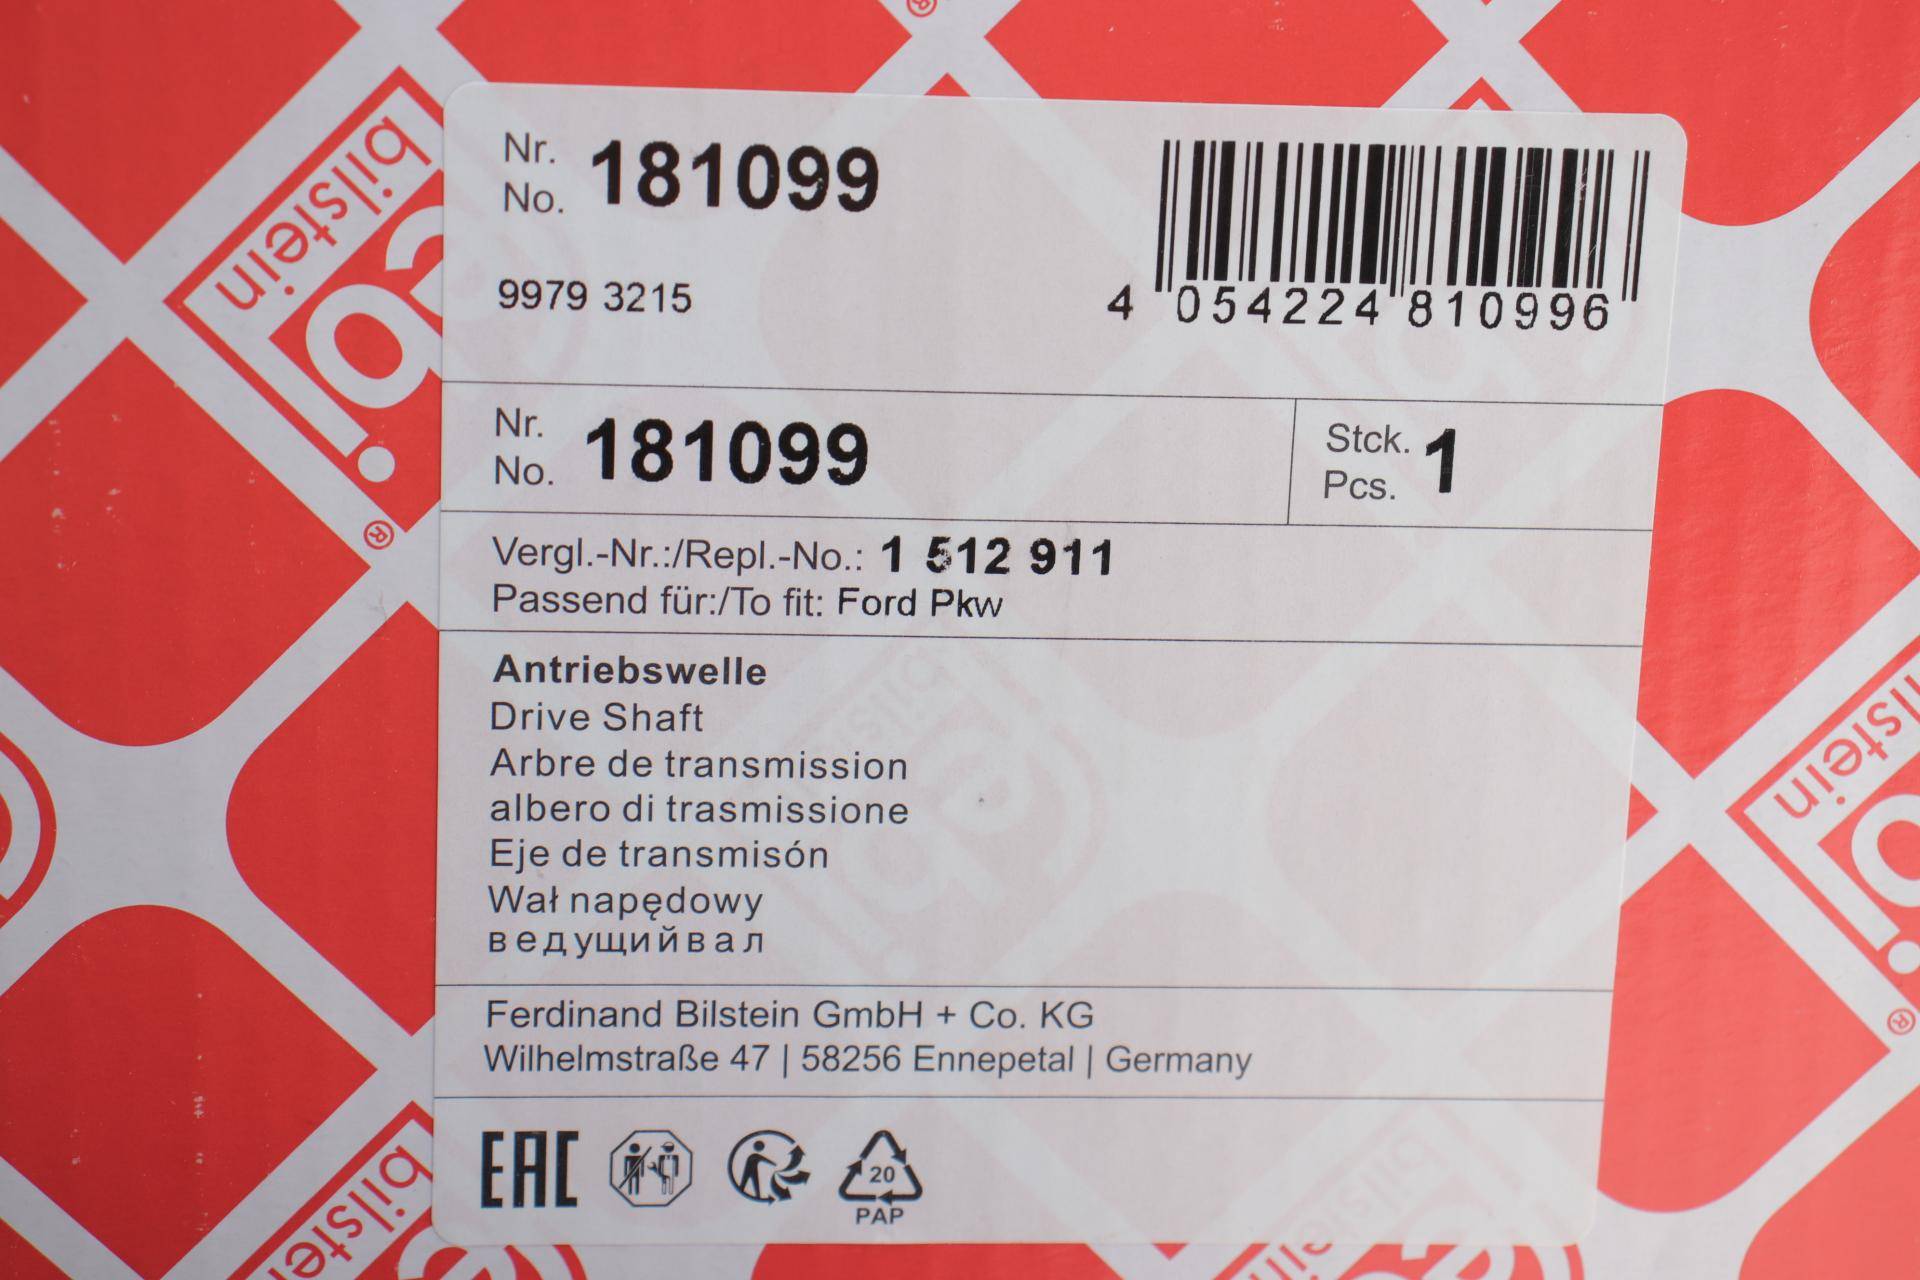 Nr.
No. 181099
9979 3215
4 054224 810996
Nr.
No. 181099
Stck.
Pcs. 1
Vergl.-Nr.:/Repl.-No.: 1 512 911
Passend für:/To fit: Ford Pkw
Antriebswelle
Drive Shaft
Arbre de transmission
albero di trasmissione
Eje de transmisón
Wał napędowy
ведущийвал
Ferdinand Bilstein GmbH + Co. KG
Wilhelmstraße 47 | 58256 Ennepetal | Germany
EAC
20
PAP
bilstein
®
bilstein
®
bilstein
®